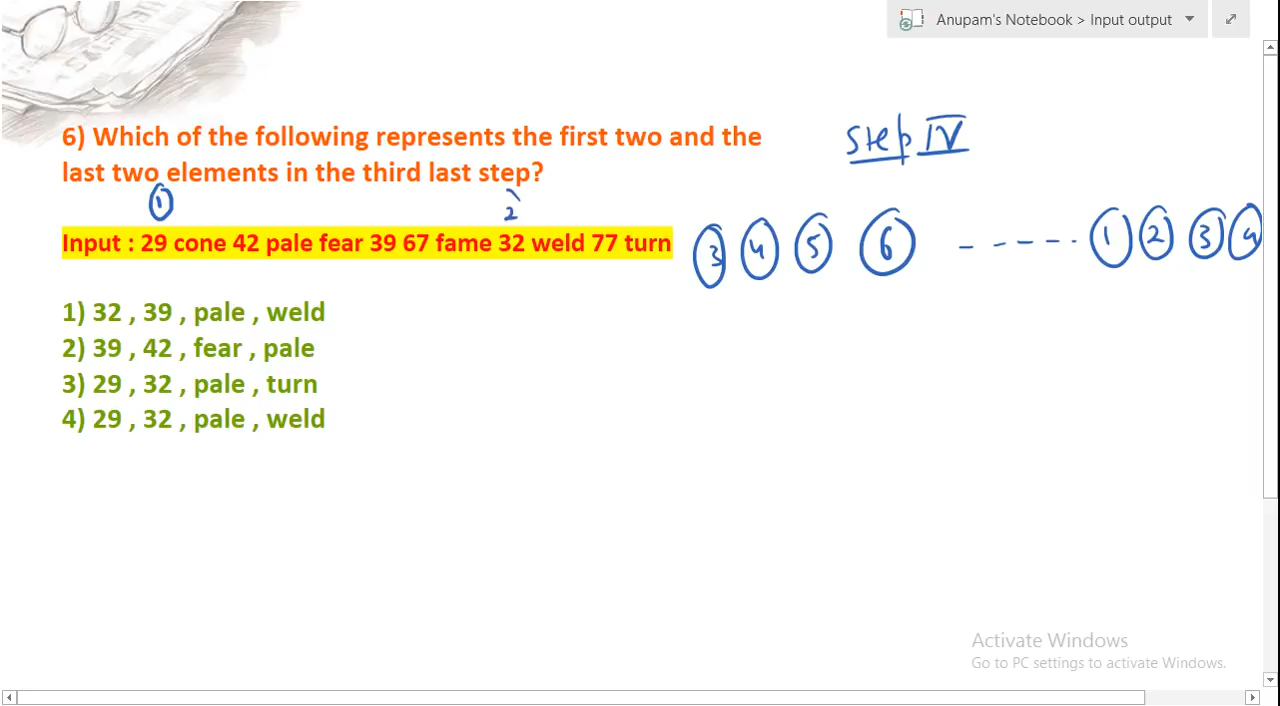 Anupam's Notebook > Input output
6) Which of the following represents the first two and the
last two elements in the third last step?
Step IV
1 2
Input : 29 cone 42 pale fear 39 67 fame 32 weld 77 turn
3 4 5 6 ------ 1 2 3 4
1) 32 , 39 , pale , weld
2) 39 , 42 , fear , pale
3) 29 , 32 , pale , turn
4) 29 , 32 , pale , weld
Activate Windows
Go to PC settings to activate Windows.